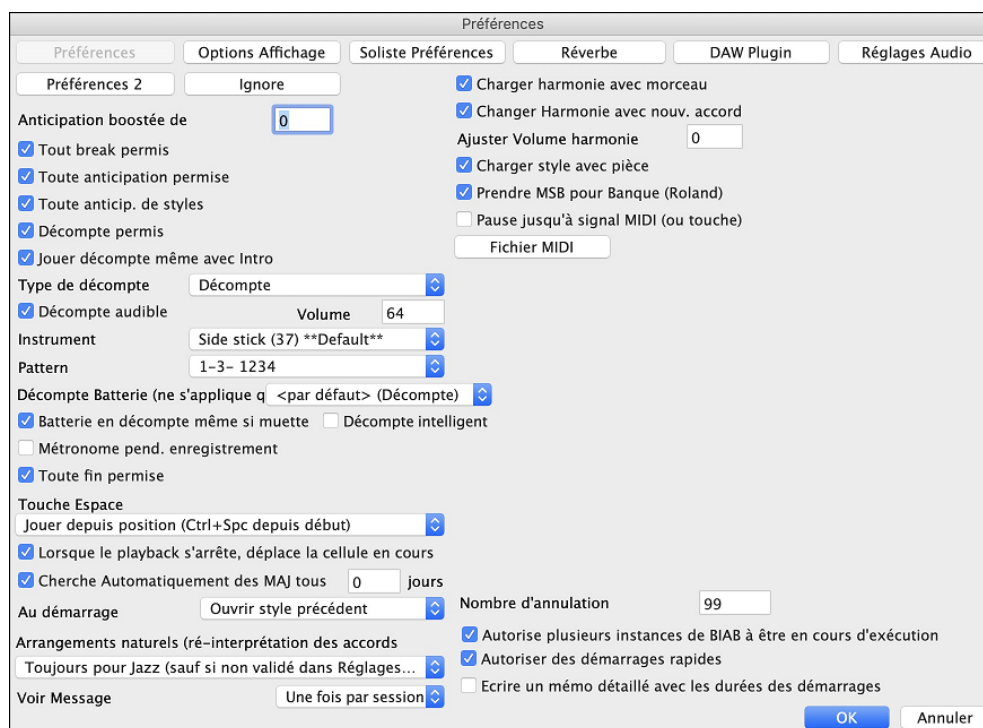 Préférences
Préférences
Options Affichage
Soliste Préférences
Réverbe
DAW Plugin
Réglages Audio
Préférences 2
Ignore
Anticipation boostée de 0
Tout break permis
Toute anticipation permise
Toute anticip. de styles
Décompte permis
Jouer décompte même avec Intro
Type de décompte Décompte
Décompte audible Volume 64
Instrument Side stick (37) **Default**
Pattern 1-3- 1234
Décompte Batterie (ne s'applique q <par défaut> (Décompte)
Batterie en décompte même si muette Décompte intelligent
Métronome pend. enregistrement
Toute fin permise
Touche Espace
Jouer depuis position (Ctrl+Spc depuis début)
Lorsque le playback s'arrête, déplace la cellule en cours
Cherche Automatiquement des MAJ tous 0 jours
Au démarrage Ouvrir style précédent
Arrangements naturels (ré-interprétation des accords
Toujours pour Jazz (sauf si non validé dans Réglages...
Voir Message Une fois par session
Charger harmonie avec morceau
Changer Harmonie avec nouv. accord
Ajuster Volume harmonie 0
Charger style avec pièce
Prendre MSB pour Banque (Roland)
Pause jusqu'à signal MIDI (ou touche)
Fichier MIDI
Nombre d'annulation 99
Autorise plusieurs instances de BIAB à être en cours d'exécution
Autoriser des démarrages rapides
Ecrire un mémo détaillé avec les durées des démarrages
OK
Annuler